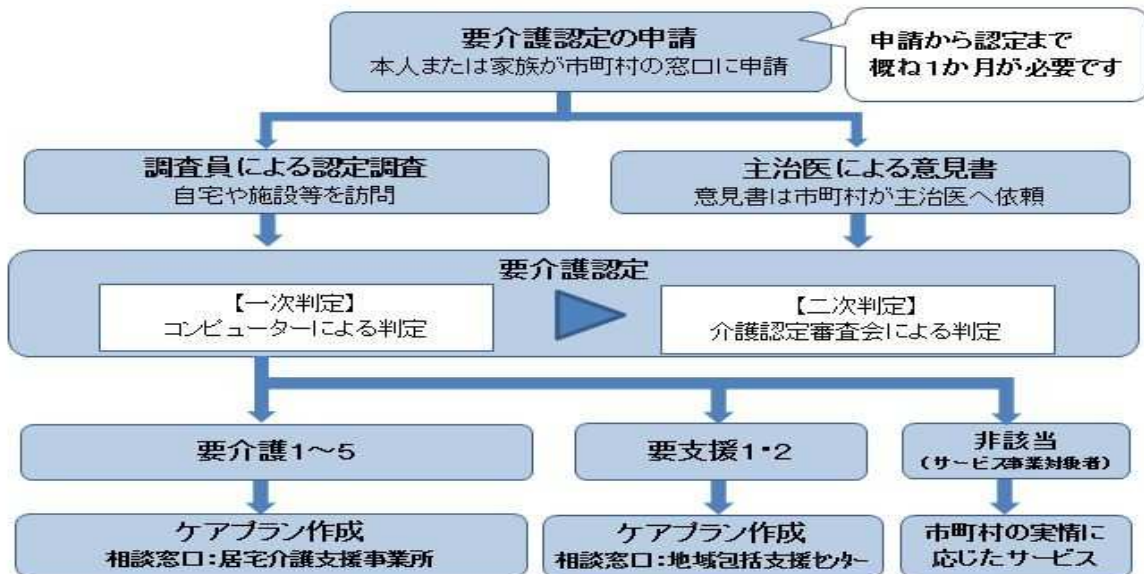 要介護認定の申請
本人または家族が市町村の窓口に申請
申請から認定まで
概ね1か月が必要です
調査員による認定調査
自宅や施設等を訪問
主治医による意見書
意見書は市町村が主治医へ依頼
要介護認定
【一次判定】
コンピューターによる判定
【二次判定】
介護認定審査会による判定
要介護1～5
要支援1・2
非該当
(サービス事業対象者)
ケアプラン作成
相談窓口:居宅介護支援事業所
ケアプラン作成
相談窓口:地域包括支援センター
市町村の実情に
応じたサービス